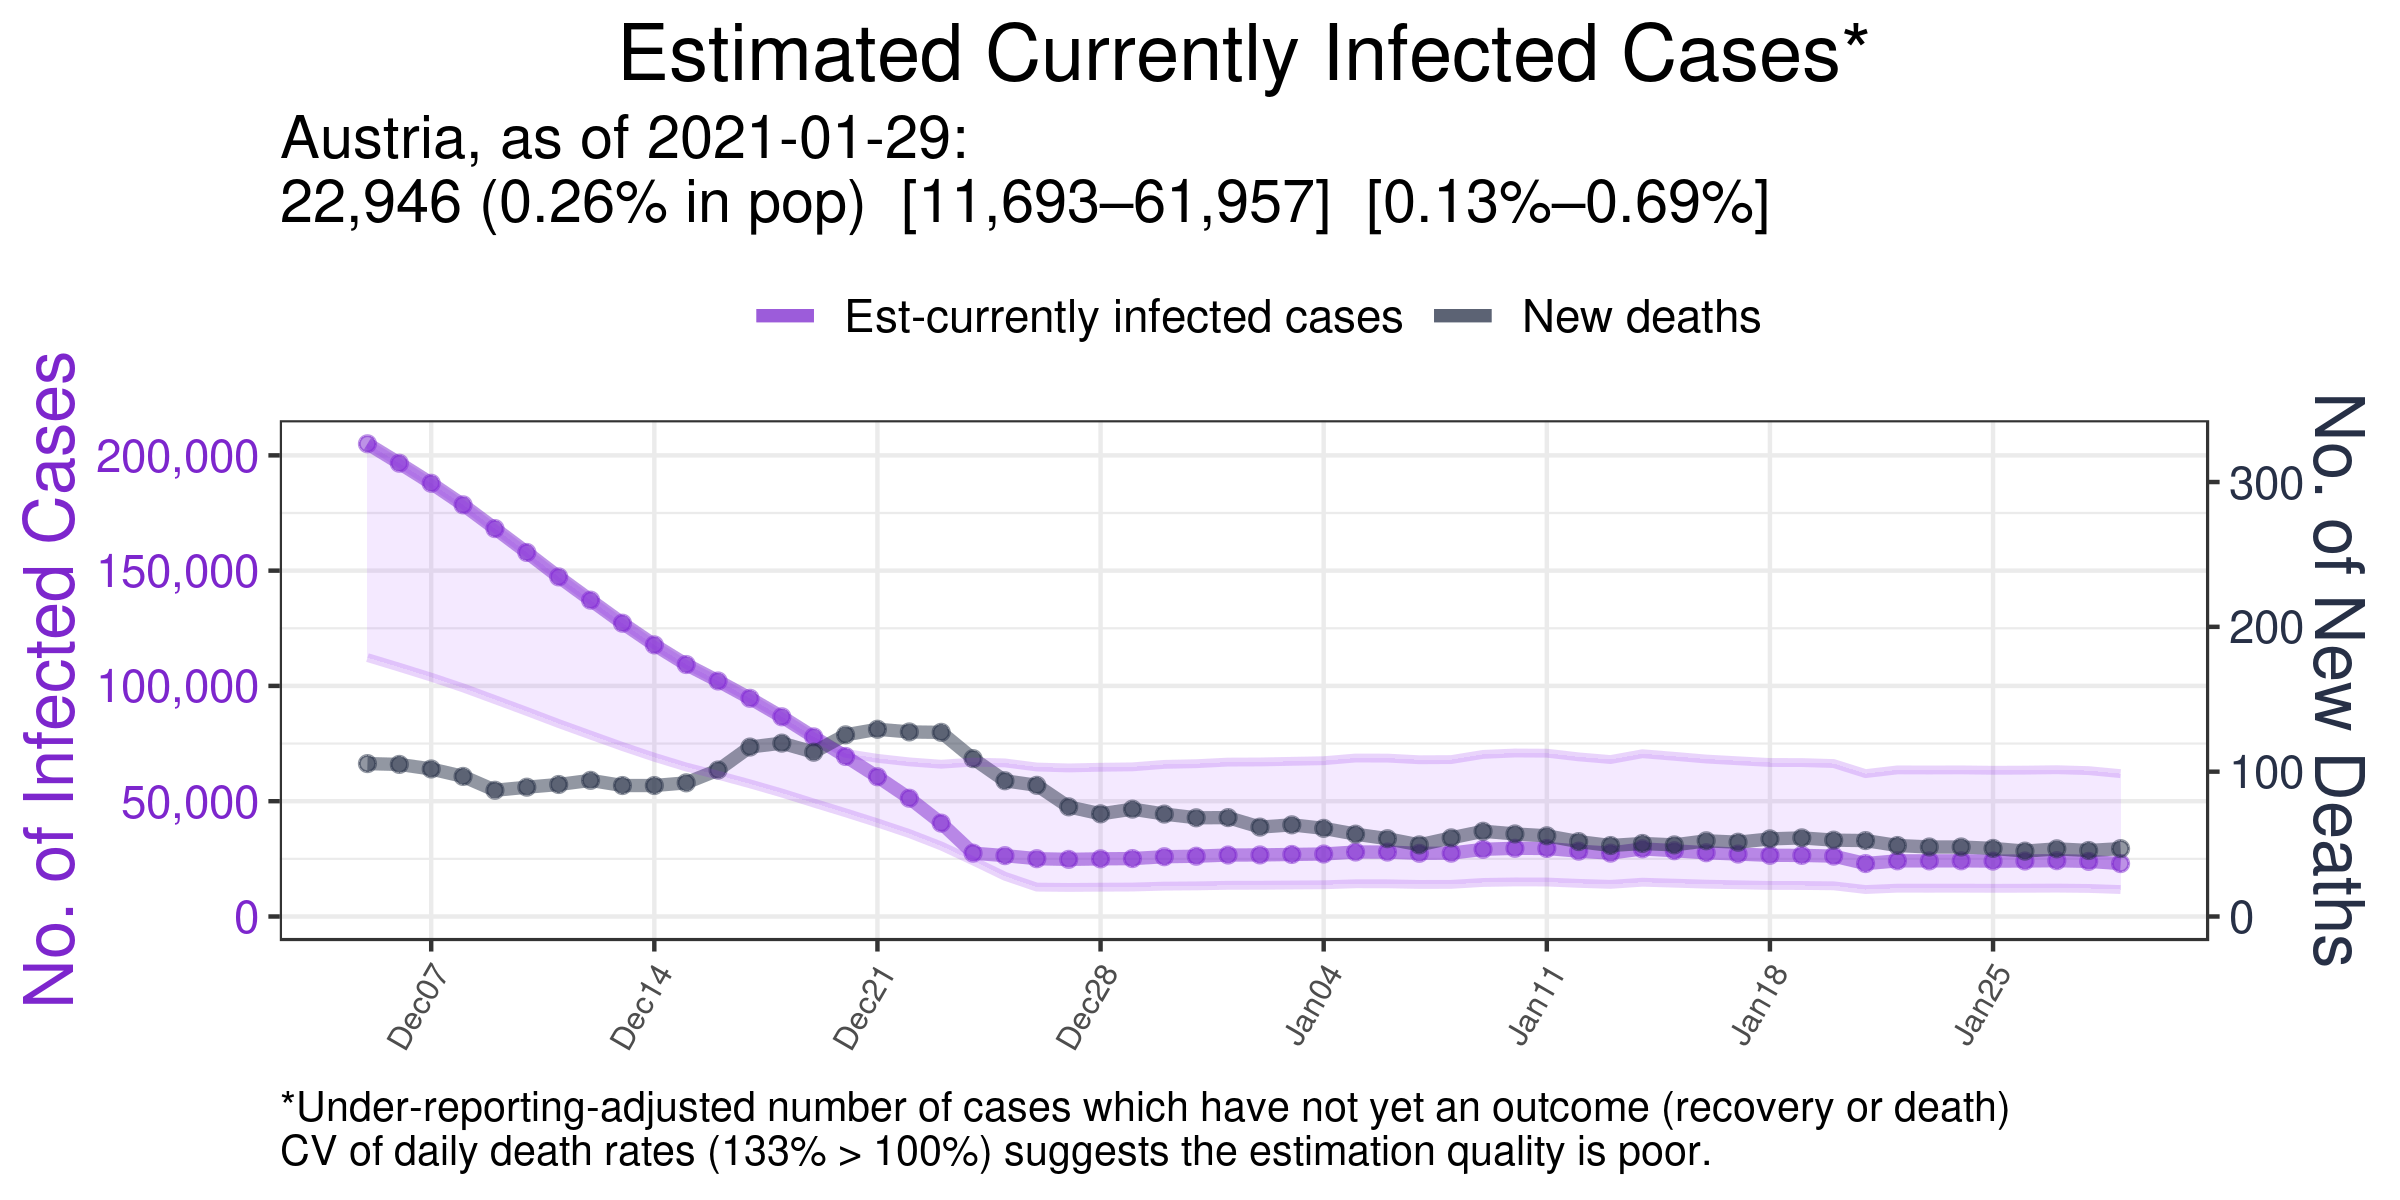 Estimated Currently Infected Cases*
Austria, as of 2021-01-29:
22,946 (0.26% in pop)  [11,693–61,957]  [0.13%–0.69%]
Est-currently infected cases
New deaths
No. of Infected Cases
200,000
150,000
100,000
50,000
0
300
200
100
0
No. of New Deaths
Dec07
Dec14
Dec21
Dec28
Jan04
Jan11
Jan18
Jan25
*Under-reporting-adjusted number of cases which have not yet an outcome (recovery or death)
CV of daily death rates (133% > 100%) suggests the estimation quality is poor.